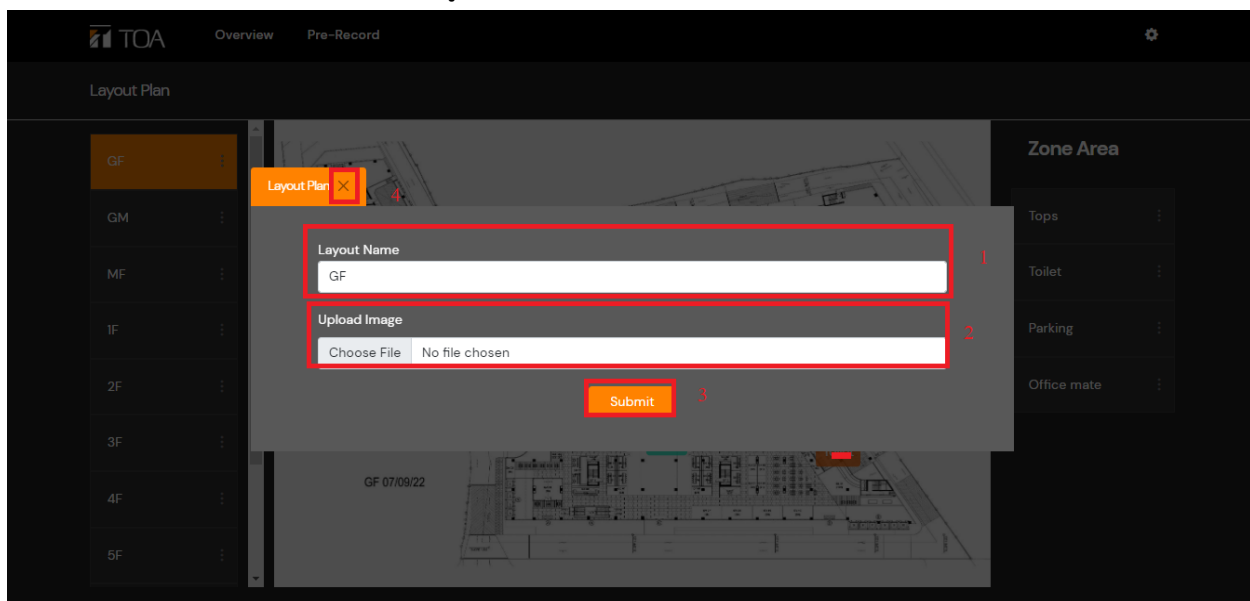 TOA Overview Pre-Record
Layout Plan
GF
GM
MF
1F
2F
3F
4F
5F
Layout Plan × 4
Layout Name 1
GF
Upload Image 2
Choose File No file chosen
Submit 3
GF 07/09/22
Zone Area
Tops
Toilet
Parking
Office mate